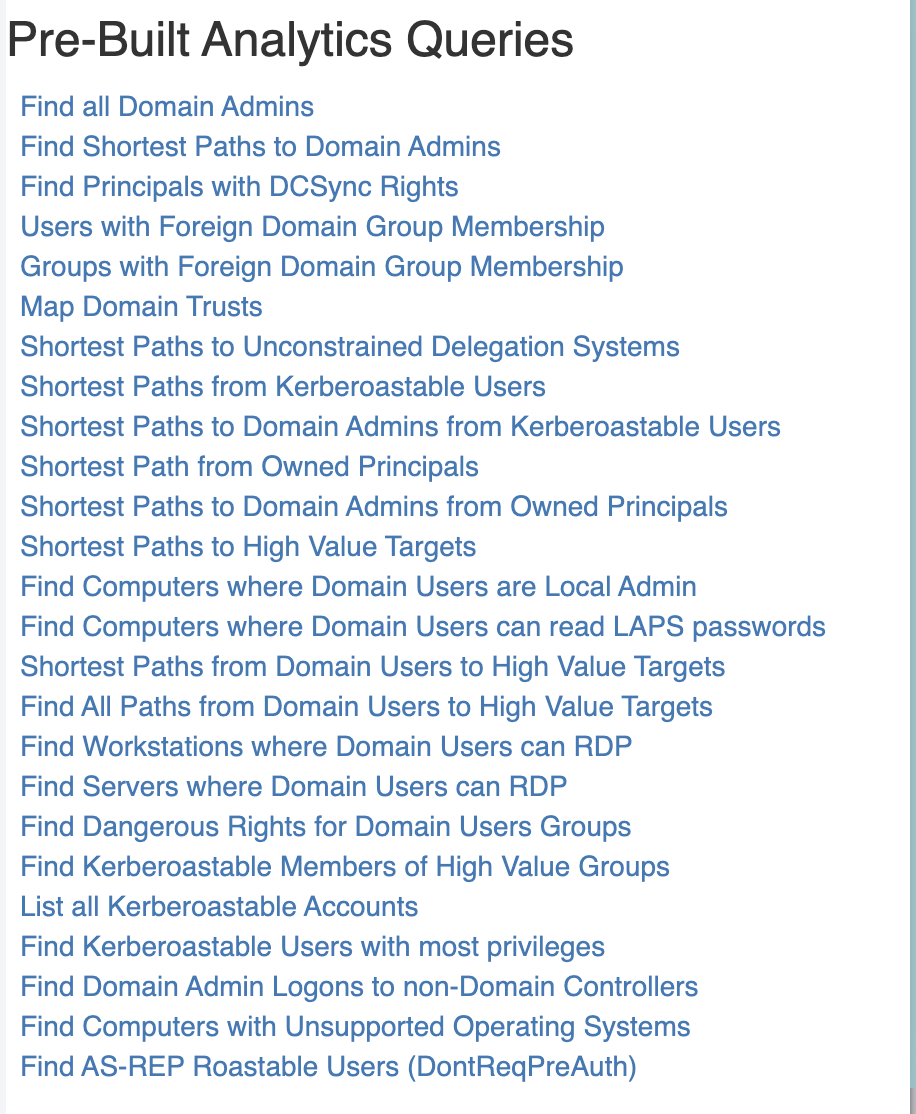 Pre-Built Analytics Queries
Find all Domain Admins
Find Shortest Paths to Domain Admins
Find Principals with DCSync Rights
Users with Foreign Domain Group Membership
Groups with Foreign Domain Group Membership
Map Domain Trusts
Shortest Paths to Unconstrained Delegation Systems
Shortest Paths from Kerberoastable Users
Shortest Paths to Domain Admins from Kerberoastable Users
Shortest Path from Owned Principals
Shortest Paths to Domain Admins from Owned Principals
Shortest Paths to High Value Targets
Find Computers where Domain Users are Local Admin
Find Computers where Domain Users can read LAPS passwords
Shortest Paths from Domain Users to High Value Targets
Find All Paths from Domain Users to High Value Targets
Find Workstations where Domain Users can RDP
Find Servers where Domain Users can RDP
Find Dangerous Rights for Domain Users Groups
Find Kerberoastable Members of High Value Groups
List all Kerberoastable Accounts
Find Kerberoastable Users with most privileges
Find Domain Admin Logons to non-Domain Controllers
Find Computers with Unsupported Operating Systems
Find AS-REP Roastable Users (DontReqPreAuth)